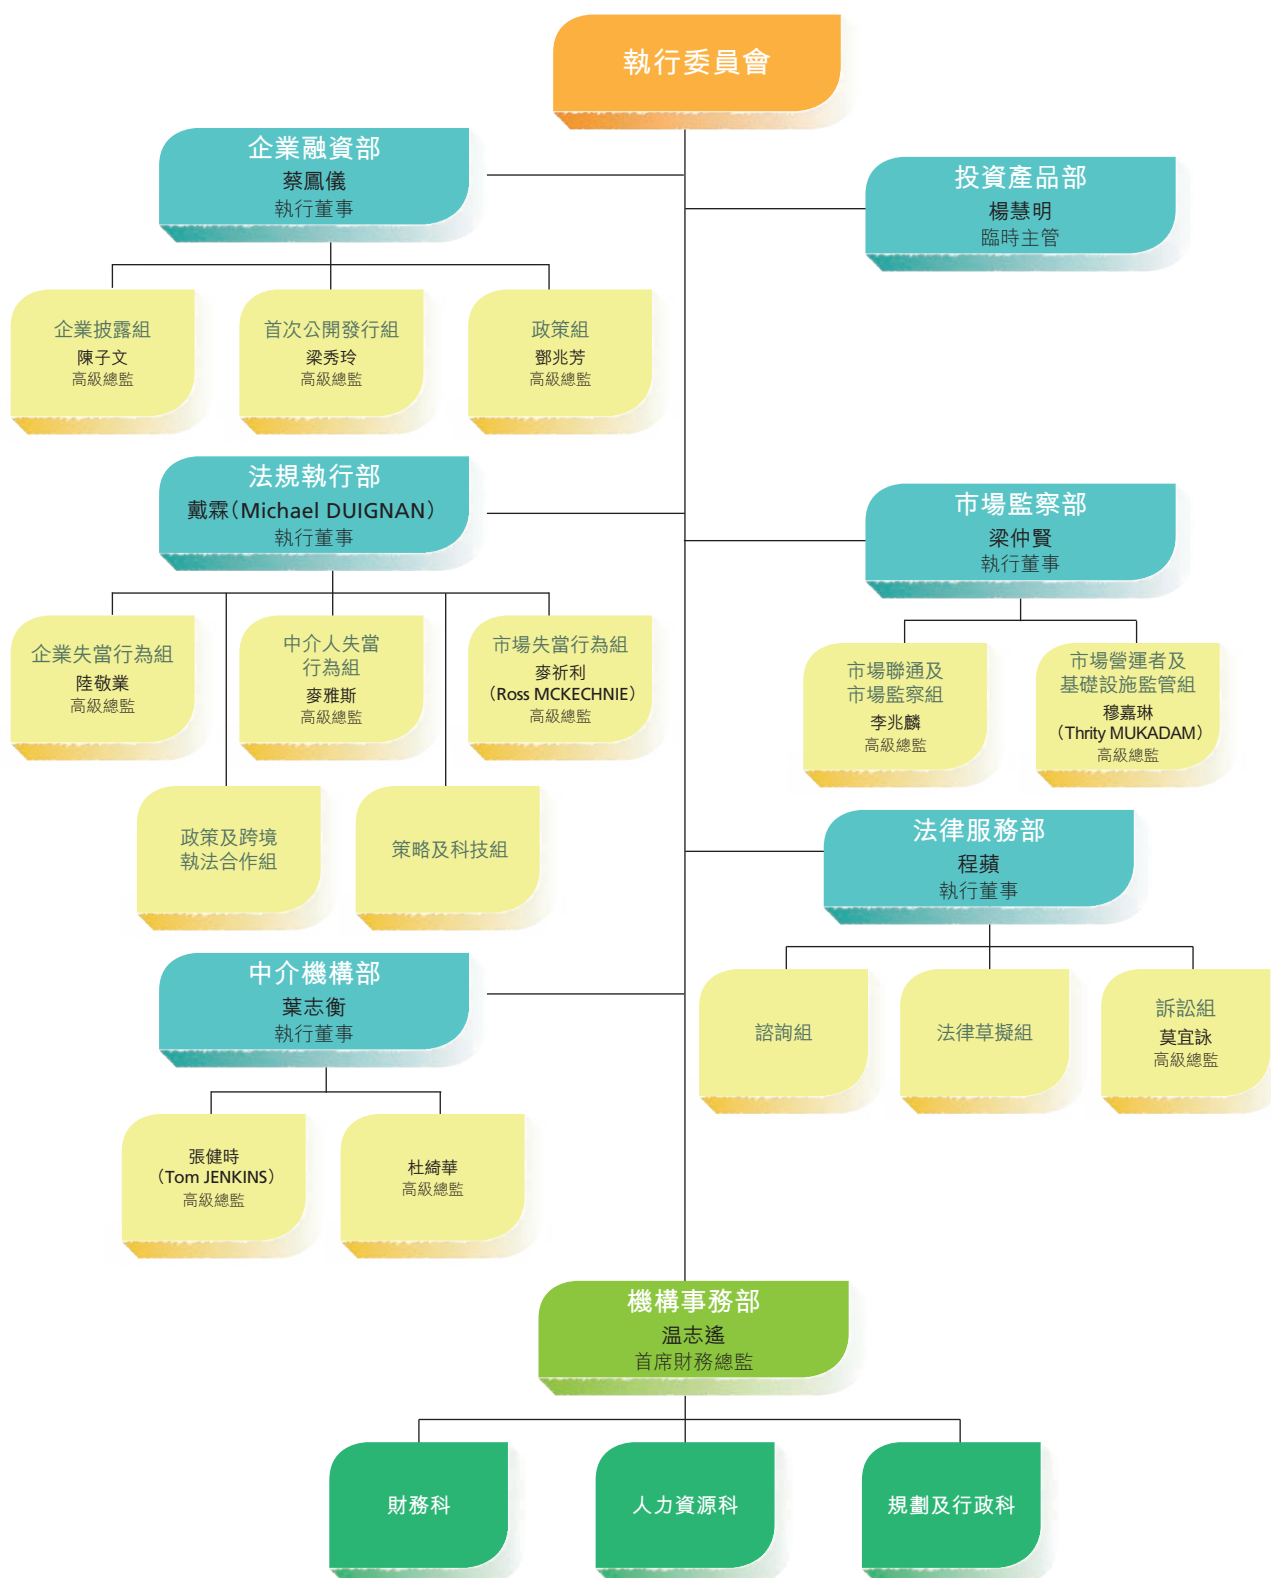 執行委員會
企業融資部
蔡鳳儀
執行董事
投資產品部
楊慧明
臨時主管
企業披露組
陳子文
高級總監
首次公開發行組
梁秀玲
高級總監
政策組
鄧兆芳
高級總監
法規執行部
戴霖（Michael DUIGNAN）
執行董事
市場監察部
梁仲賢
執行董事
企業失當行為組
陸敬業
高級總監
中介人失當
行為組
麥雅斯
高級總監
市場失當行為組
麥祈利
（Ross MCKECHNIE）
高級總監
市場聯通及
市場監察組
李兆麟
高級總監
市場營運者及
基礎設施監管組
穆嘉琳
（Thrity MUKADAM）
高級總監
政策及跨境
執法合作組
策略及科技組
法律服務部
程蘋
執行董事
中介機構部
葉志衡
執行董事
諮詢組
法律草擬組
訴訟組
莫宜詠
高級總監
張健時
（Tom JENKINS）
高級總監
杜綺華
高級總監
機構事務部
温志遙
首席財務總監
財務科
人力資源科
規劃及行政科